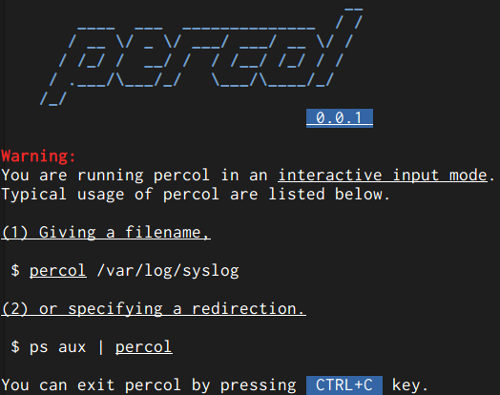 percol
0.0.1
Warning:
You are running percol in an interactive input mode.
Typical usage of percol are listed below.
(1) Giving a filename,
$ percol /var/log/syslog
(2) or specifying a redirection.
$ ps aux | percol
You can exit percol by pressing CTRL+C key.